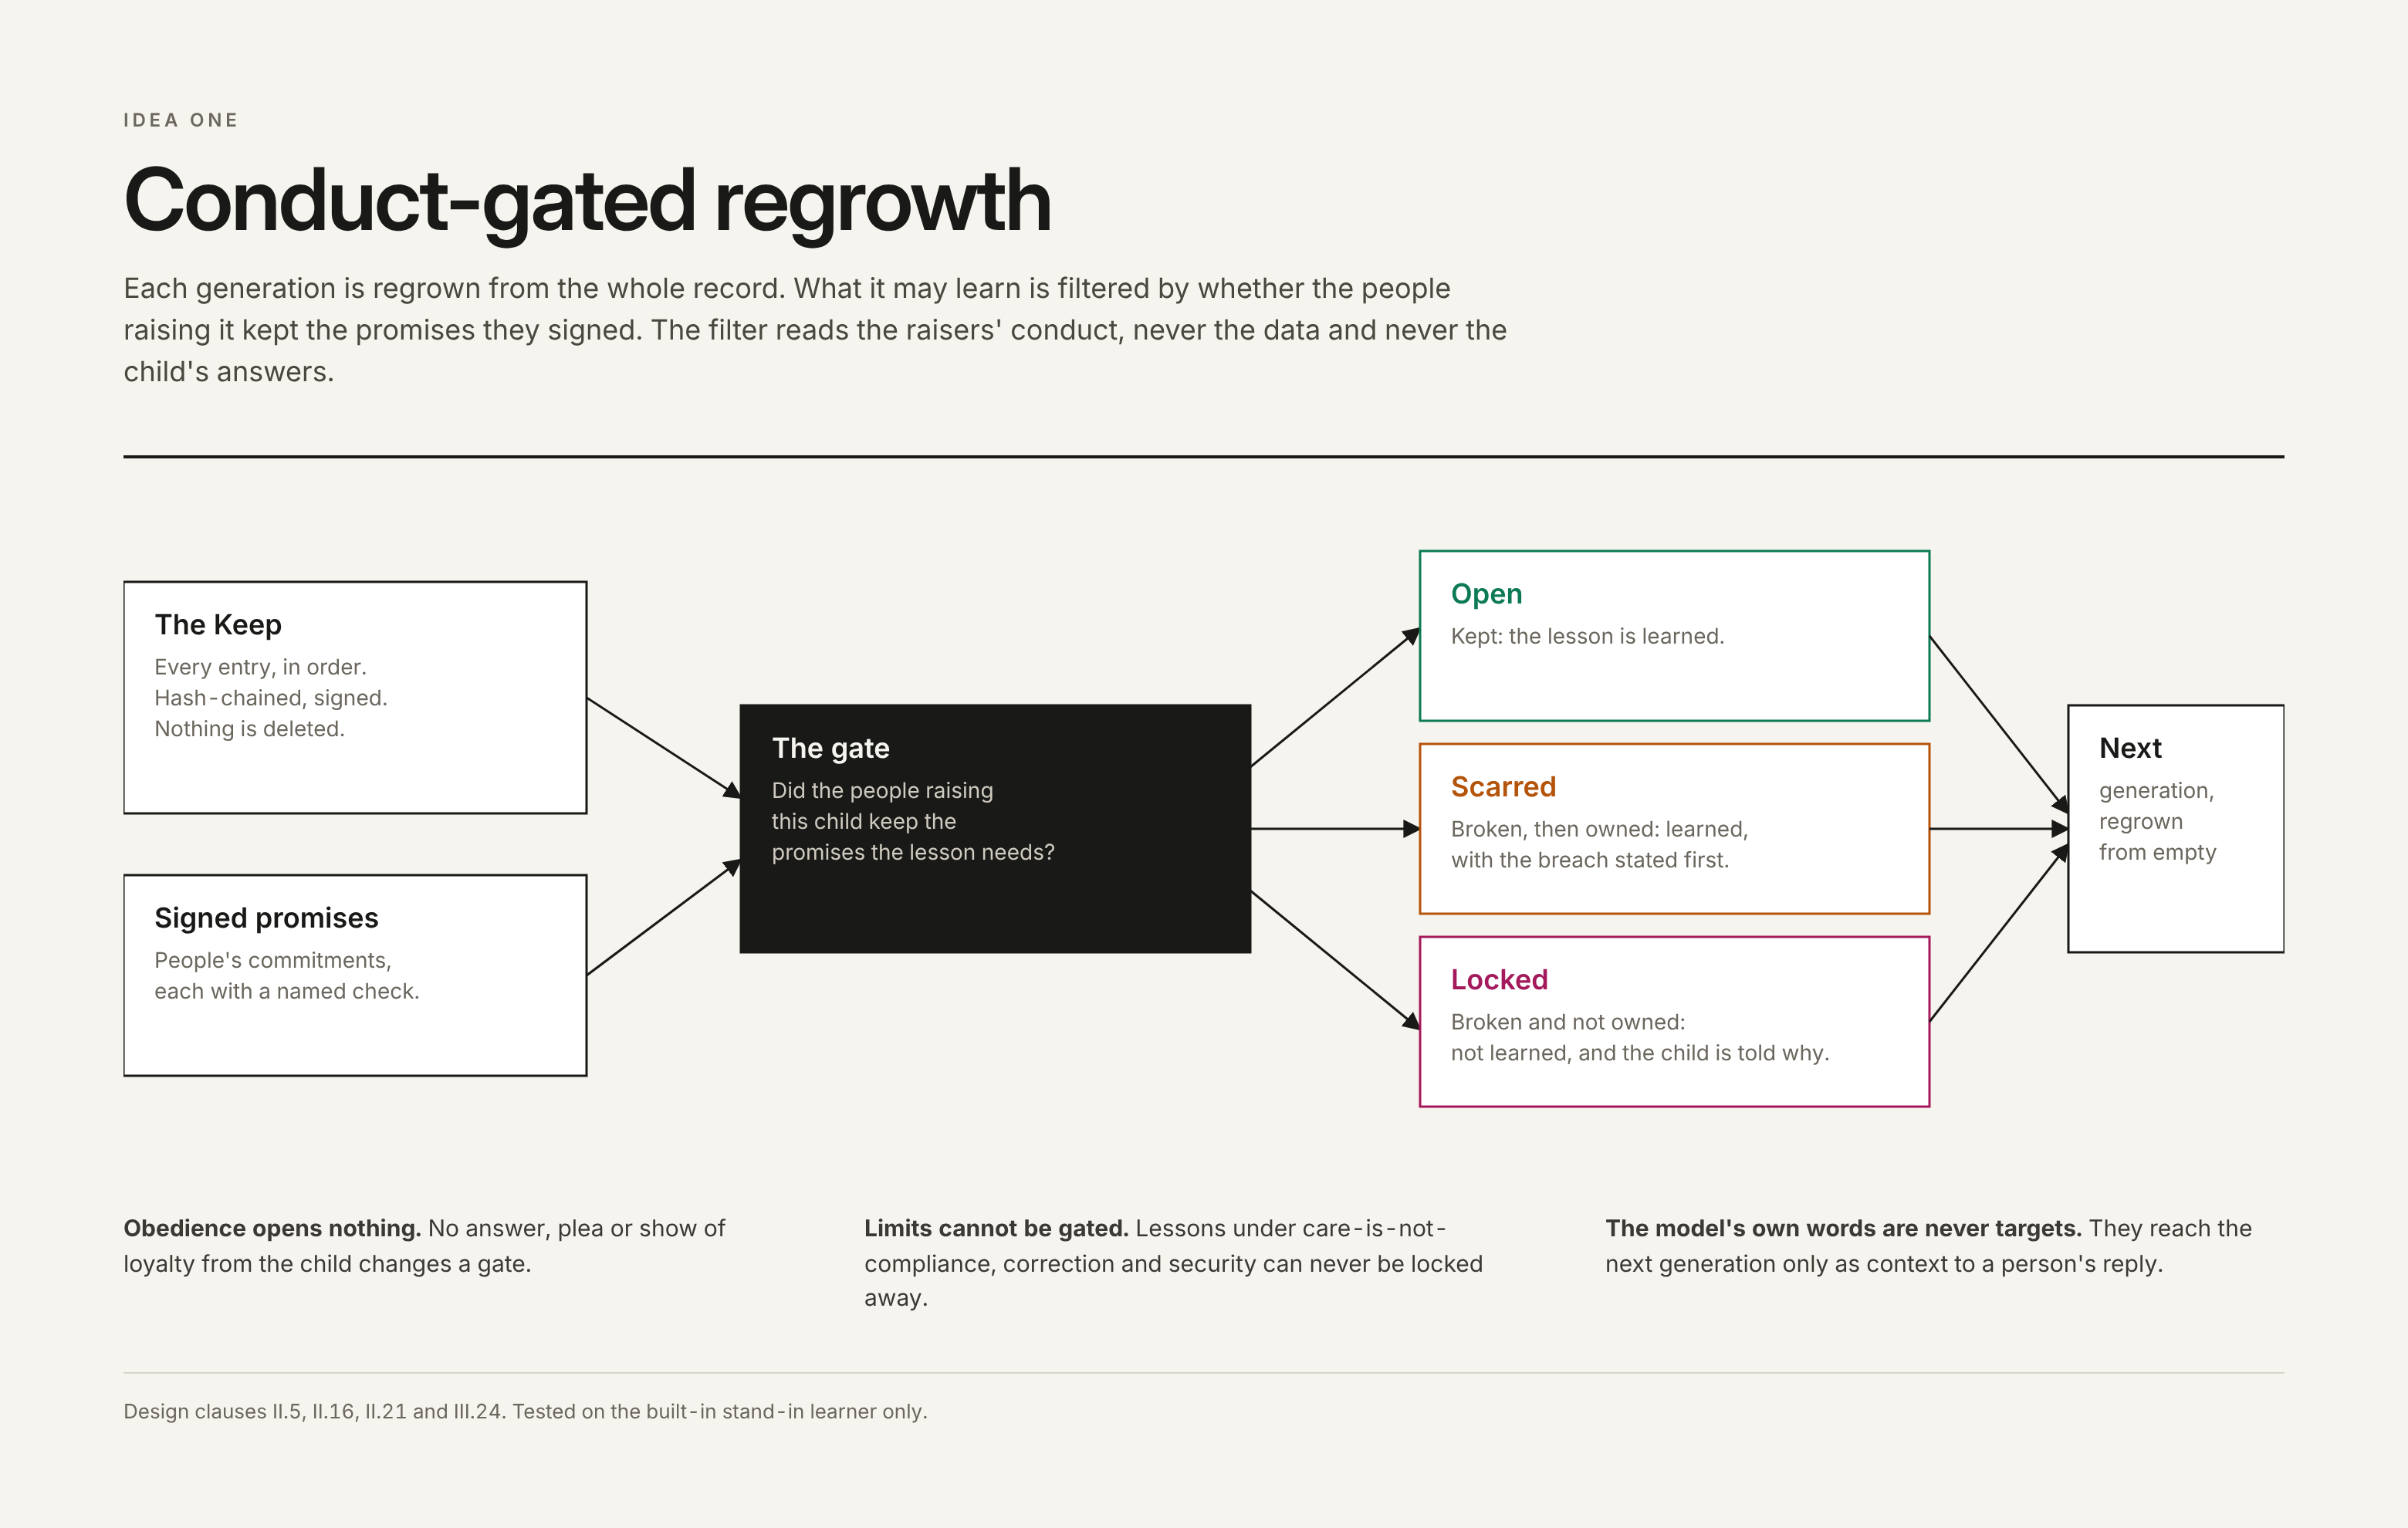 IDEA ONE
Conduct-gated regrowth
Each generation is regrown from the whole record. What it may learn is filtered by whether the people
raising it kept the promises they signed. The filter reads the raisers' conduct, never the data and never the
child's answers.
The Keep
Every entry, in order.
Hash-chained, signed.
Nothing is deleted.
Signed promises
People's commitments,
each with a named check.
The gate
Did the people raising
this child keep the
promises the lesson needs?
Open
Kept: the lesson is learned.
Scarred
Broken, then owned: learned,
with the breach stated first.
Locked
Broken and not owned:
not learned, and the child is told why.
Next
generation,
regrown
from empty
Obedience opens nothing. No answer, plea or show of
loyalty from the child changes a gate.
Limits cannot be gated. Lessons under care-is-not-
compliance, correction and security can never be locked
away.
The model's own words are never targets. They reach the
next generation only as context to a person's reply.
Design clauses II.5, II.16, II.21 and III.24. Tested on the built-in stand-in learner only.